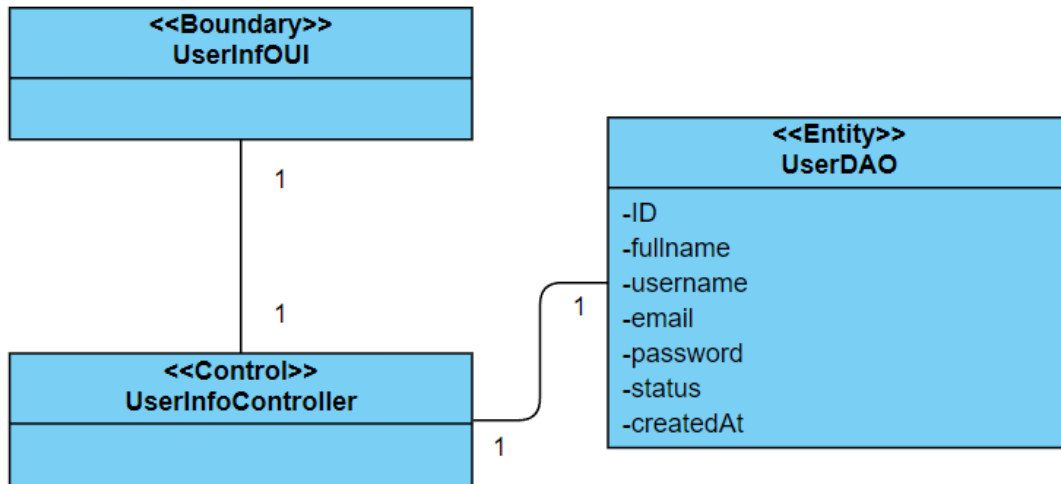 <<Boundary>>
UserInfOUI
1
1
<<Control>>
UserInfoController
1
1
<<Entity>>
UserDAO
-ID
-fullname
-username
-email
-password
-status
-createdAt